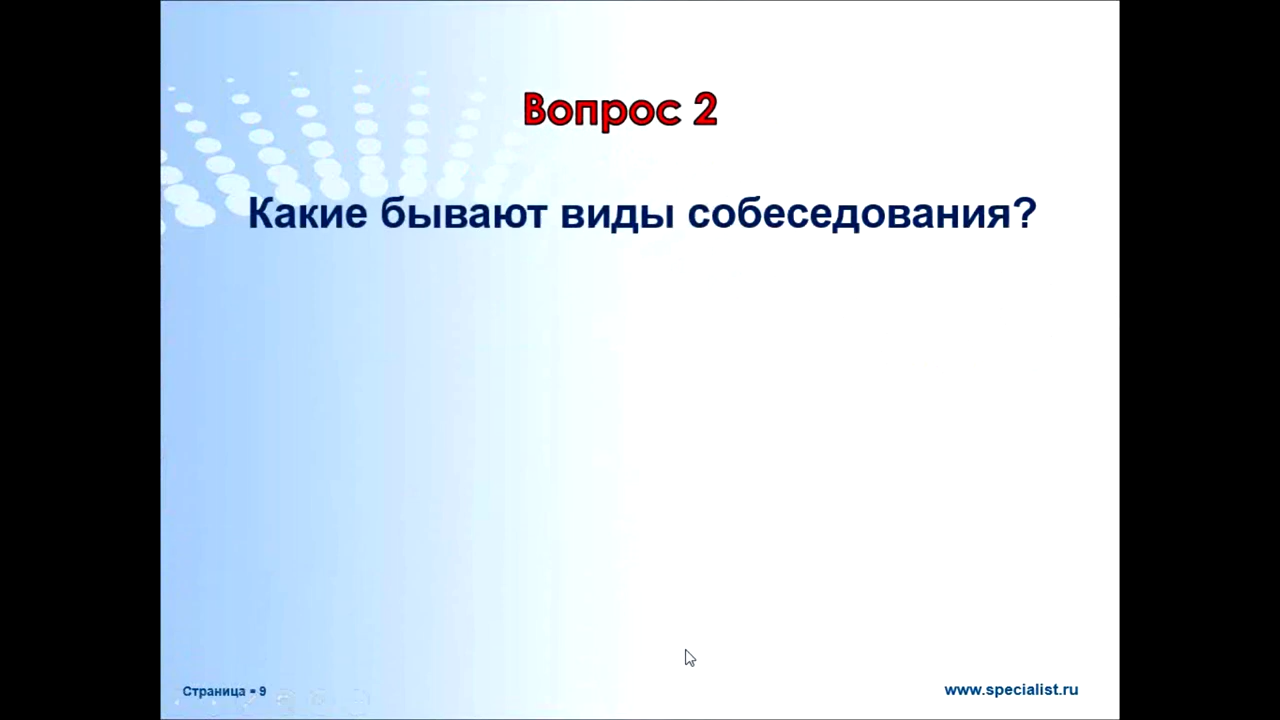 Вопрос 2
Какие бывают виды собеседования?
Страница ▪ 9
www.specialist.ru